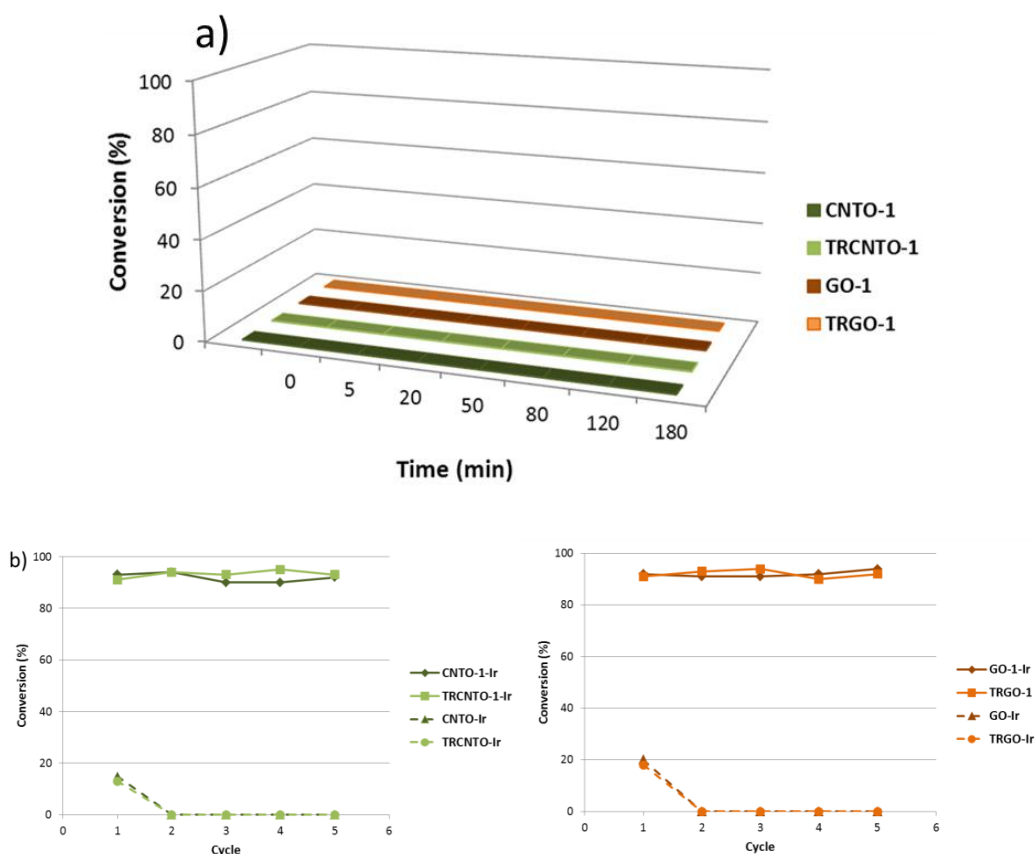 a)
100
80
60
40
20
0
Conversion (%)
0 5 20 50 80 120 180
Time (min)
CNTO-1
TRCNTO-1
GO-1
TRGO-1
b)
100
80
60
40
20
0
Conversion (%)
0 1 2 3 4 5 6
Cycle
CNTO-1-Ir
TRCNTO-1-Ir
CNTO-Ir
TRCNTO-Ir
100
80
60
40
20
0
Conversion (%)
0 1 2 3 4 5 6
Cycle
GO-1-Ir
TRGO-1
GO-Ir
TRGO-Ir